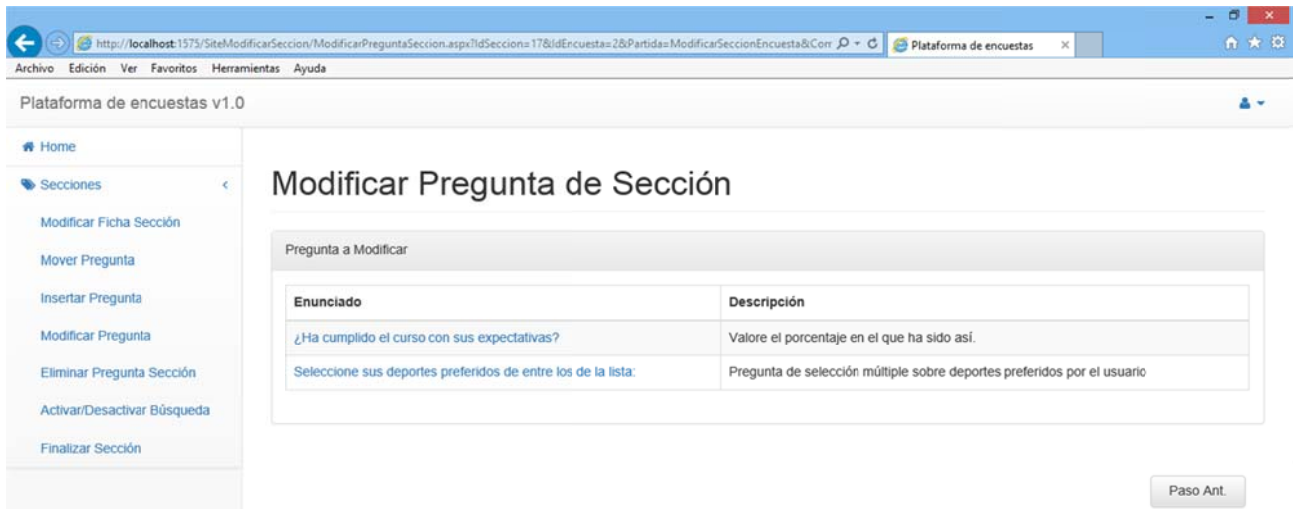 http://localhost:1575/SiteModificarSeccion/ModificarPreguntaSeccion.aspx?IdSeccion=17&IdEncuesta=2&Partida=ModificarSeccionEncuesta&Con
Plataforma de encuestas
Archivo Edición Ver Favoritos Herramientas Ayuda
Plataforma de encuestas v1.0
Home
Secciones
Modificar Ficha Sección
Mover Pregunta
Insertar Pregunta
Modificar Pregunta
Eliminar Pregunta Sección
Activar/Desactivar Búsqueda
Finalizar Sección
Modificar Pregunta de Sección
Pregunta a Modificar
Enunciado Descripción
¿Ha cumplido el curso con sus expectativas? Valore el porcentaje en el que ha sido así.
Seleccione sus deportes preferidos de entre los de la lista: Pregunta de selección múltiple sobre deportes preferidos por el usuario
Paso Ant.